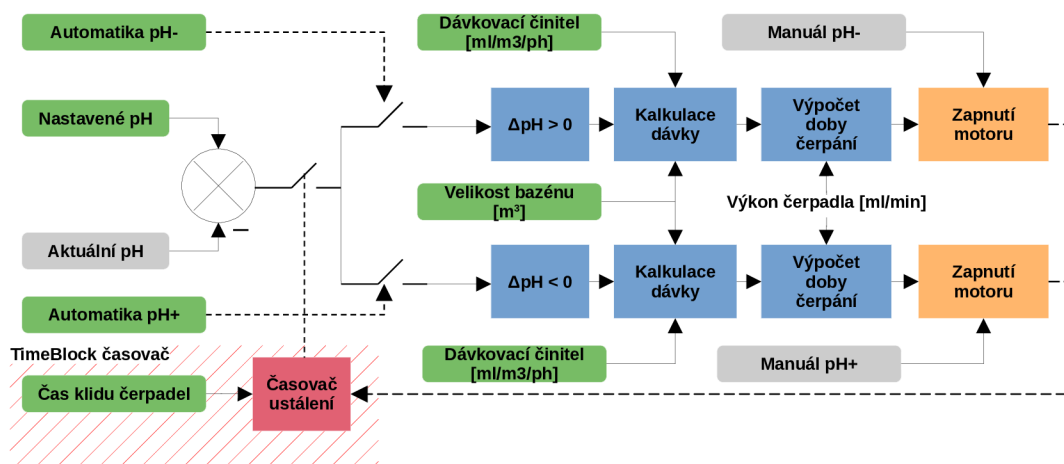 Automatika pH-
Dávkovací činitel
[ml/m3/ph]
Manuál pH-
Nastavené pH
ΔpH > 0
Kalkulace
dávky
Výpočet
doby
čerpání
Zapnutí
motoru
Velikost bazénu
[m³]
Výkon čerpadla [ml/min]
Aktuální pH
ΔpH < 0
Kalkulace
dávky
Výpočet
doby
čerpání
Zapnutí
motoru
Automatika pH+
TimeBlock časovač
Dávkovací činitel
[ml/m3/ph]
Manuál pH+
Čas klidu čerpadel
Časovač
ustálení